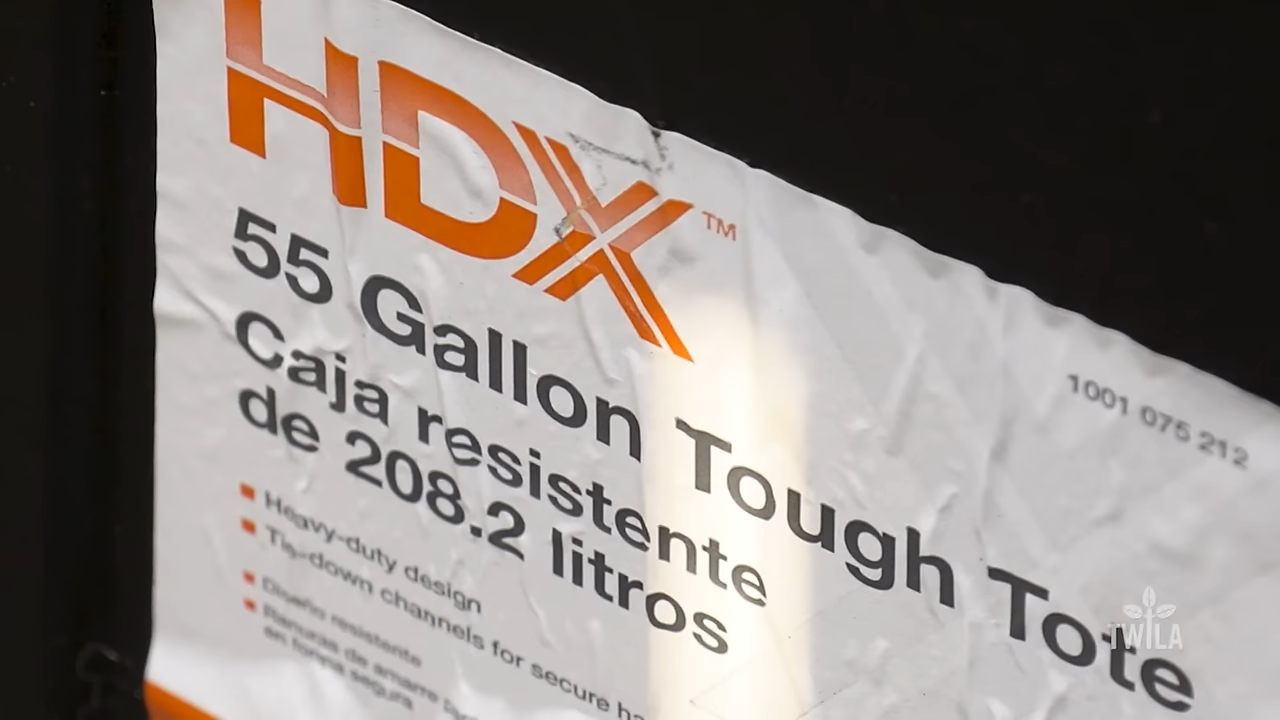 HDX™
55 Gallon Tough Tote
Caja resistente
de 208.2 litros
1001 075 212
Heavy-duty design
Tie-down channels for secure
Diseño resistente
Ranuras de amarre
en forma segura
TWILA